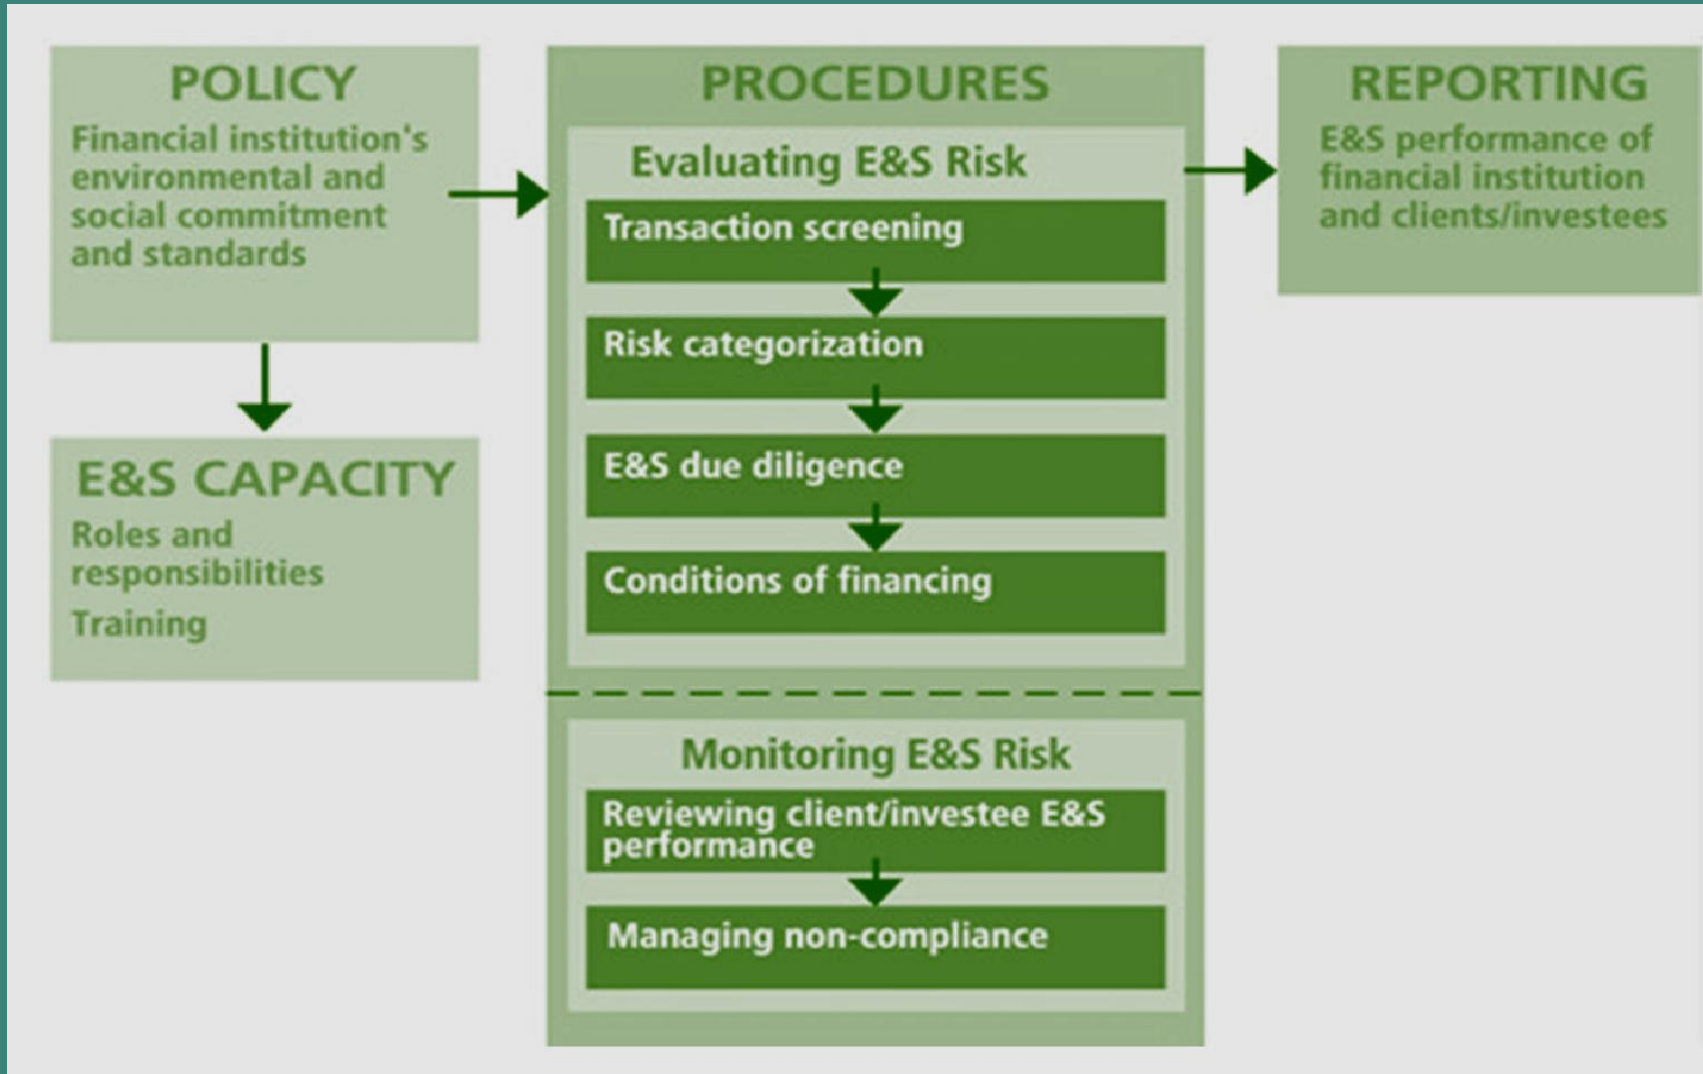 POLICY
Financial institution's
environmental and
social commitment
and standards
E&S CAPACITY
Roles and
responsibilities
Training
PROCEDURES
Evaluating E&S Risk
Transaction screening
Risk categorization
E&S due diligence
Conditions of financing
Monitoring E&S Risk
Reviewing client/investee E&S
performance
Managing non-compliance
REPORTING
E&S performance of
financial institution
and clients/investees